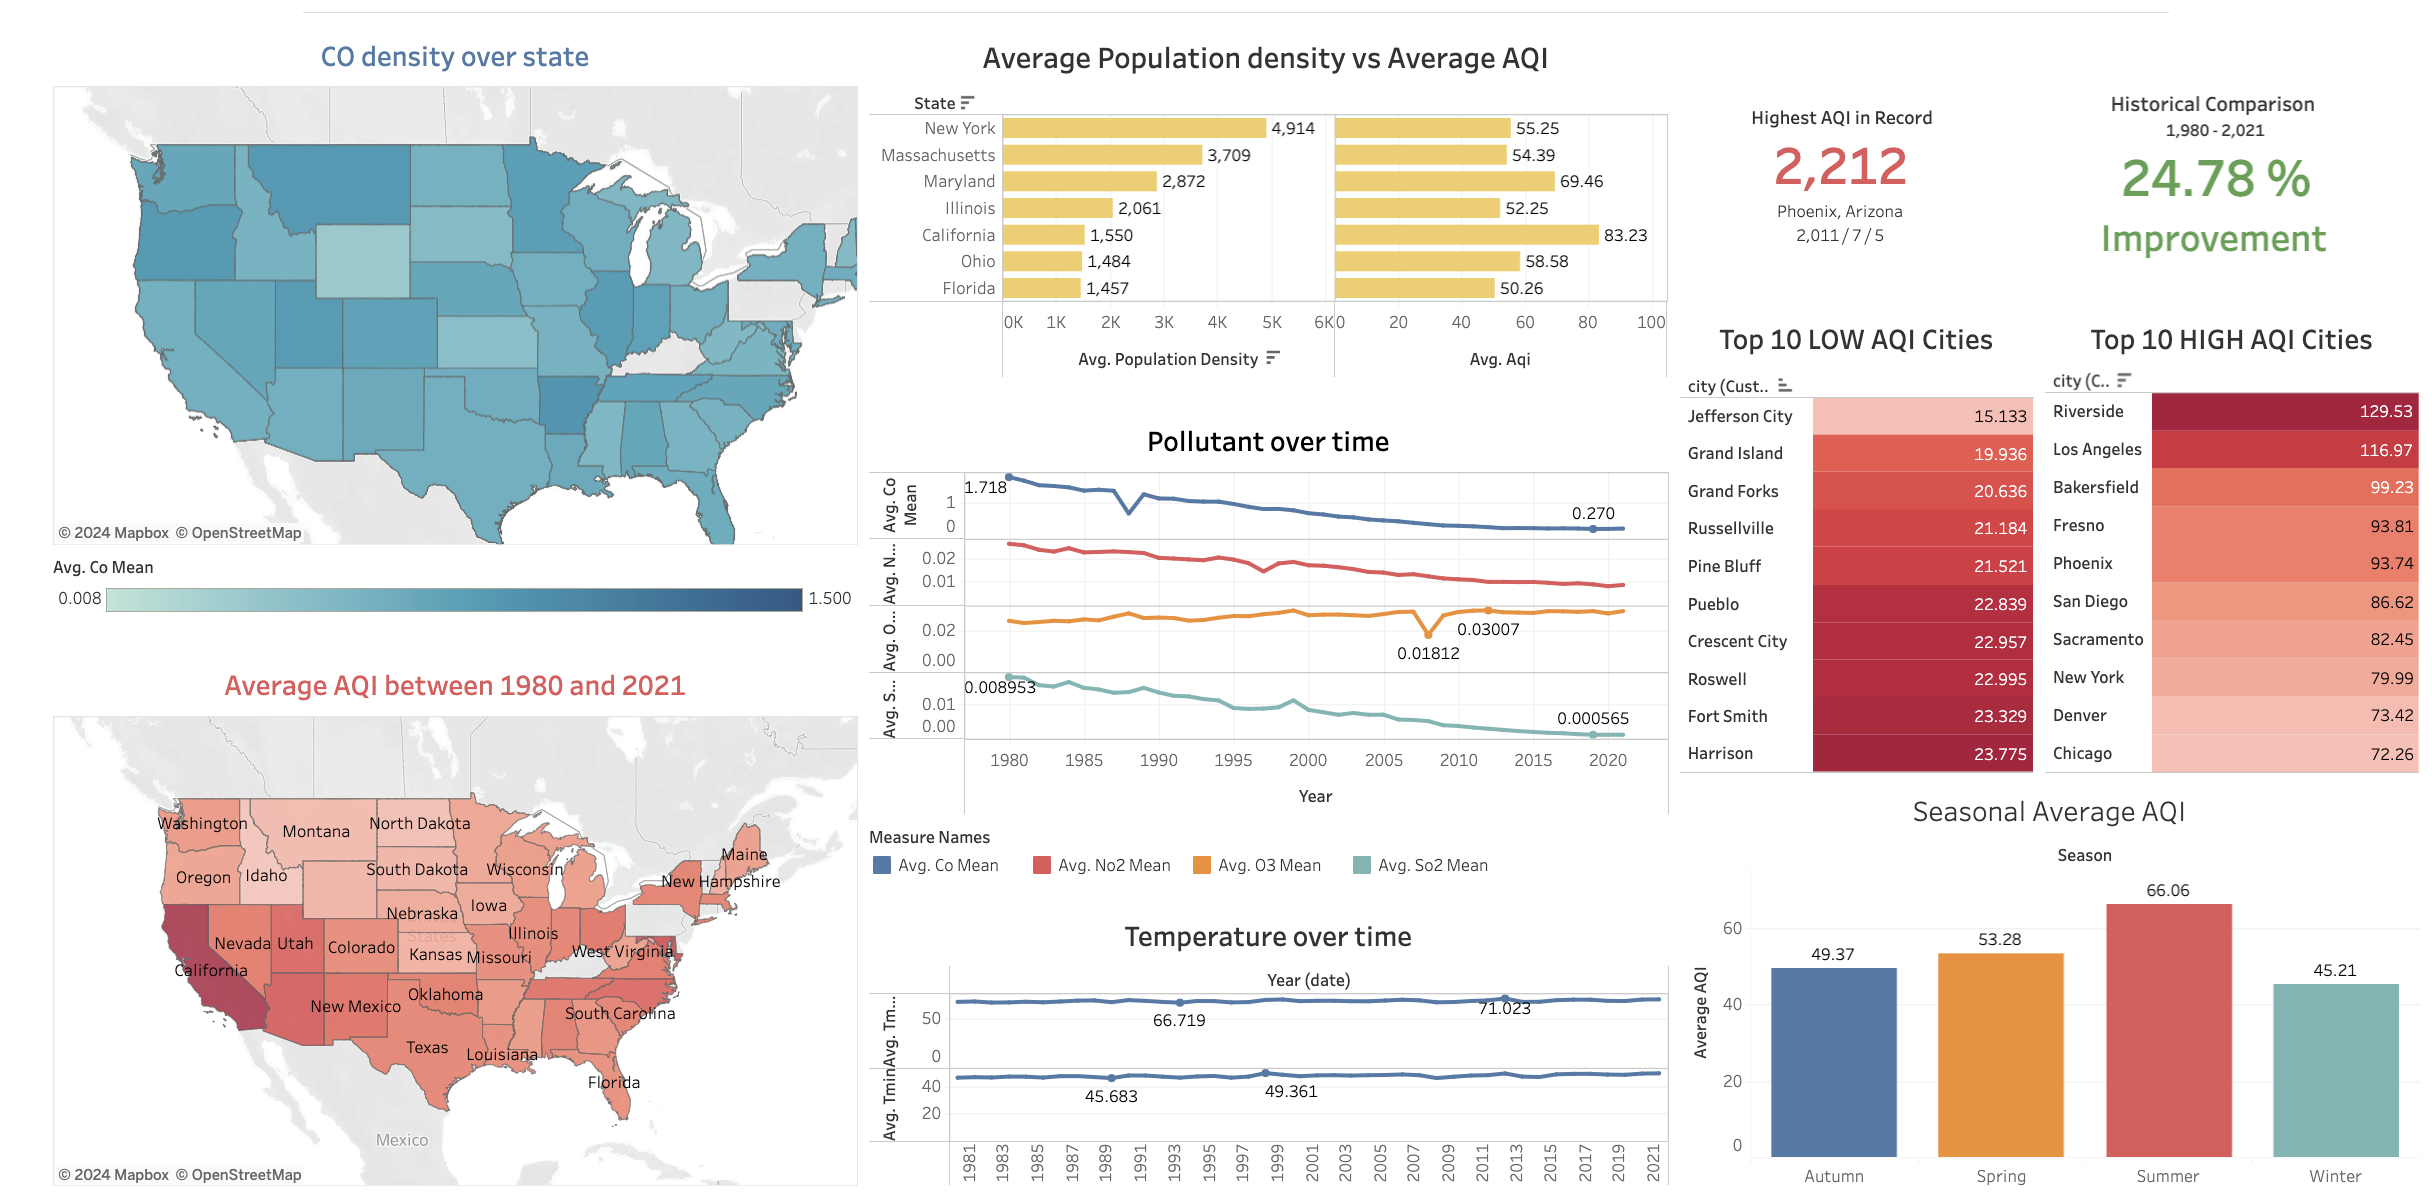 CO density over state
© 2024 Mapbox © OpenStreetMap
Avg. Co Mean
0.008 1.500
Average AQI between 1980 and 2021
Washington
Montana
North Dakota
Maine
Oregon
Idaho
South Dakota
Wisconsin
New Hampshire
Nebraska
Iowa
States
Illinois
Nevada
Utah
Colorado
Kansas
Missouri
West Virginia
California
New Mexico
Oklahoma
South Carolina
Texas
Louisiana
Florida
Mexico
© 2024 Mapbox © OpenStreetMap
Average Population density vs Average AQI
State
New York 4,914 55.25
Massachusetts 3,709 54.39
Maryland 2,872 69.46
Illinois 2,061 52.25
California 1,550 83.23
Ohio 1,484 58.58
Florida 1,457 50.26
0K 1K 2K 3K 4K 5K 6K 0 20 40 60 80 100
Avg. Population Density Avg. Aqi
Pollutant over time
Avg. Co
Mean
1
0
1.718
0.270
Avg. N...
0.02
0.01
Avg. O...
0.02
0.00
0.01812
0.03007
Avg. S...
0.01
0.00
0.008953
0.000565
1980 1985 1990 1995 2000 2005 2010 2015 2020
Year
Measure Names
Avg. Co Mean Avg. No2 Mean Avg. O3 Mean Avg. So2 Mean
Temperature over time
Year (date)
Avg. Tm...
50
0
66.719
71.023
Avg. Tmin
40
20
45.683
49.361
1981 1983 1985 1987 1989 1991 1993 1995 1997 1999 2001 2003 2005 2007 2009 2011 2013 2015 2017 2019 2021
Highest AQI in Record
2,212
Phoenix, Arizona
2,011 / 7 / 5
Historical Comparison
1,980 - 2,021
24.78 %
Improvement
Top 10 LOW AQI Cities
city (Cust..
Jefferson City 15.133
Grand Island 19.936
Grand Forks 20.636
Russellville 21.184
Pine Bluff 21.521
Pueblo 22.839
Crescent City 22.957
Roswell 22.995
Fort Smith 23.329
Harrison 23.775
Top 10 HIGH AQI Cities
city (C..
Riverside 129.53
Los Angeles 116.97
Bakersfield 99.23
Fresno 93.81
Phoenix 93.74
San Diego 86.62
Sacramento 82.45
New York 79.99
Denver 73.42
Chicago 72.26
Seasonal Average AQI
Season
Average AQI
60
40
20
0
49.37
53.28
66.06
45.21
Autumn Spring Summer Winter